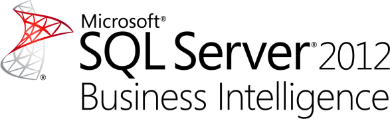 Microsoft®
SQL Server® 2012
Business Intelligence
®